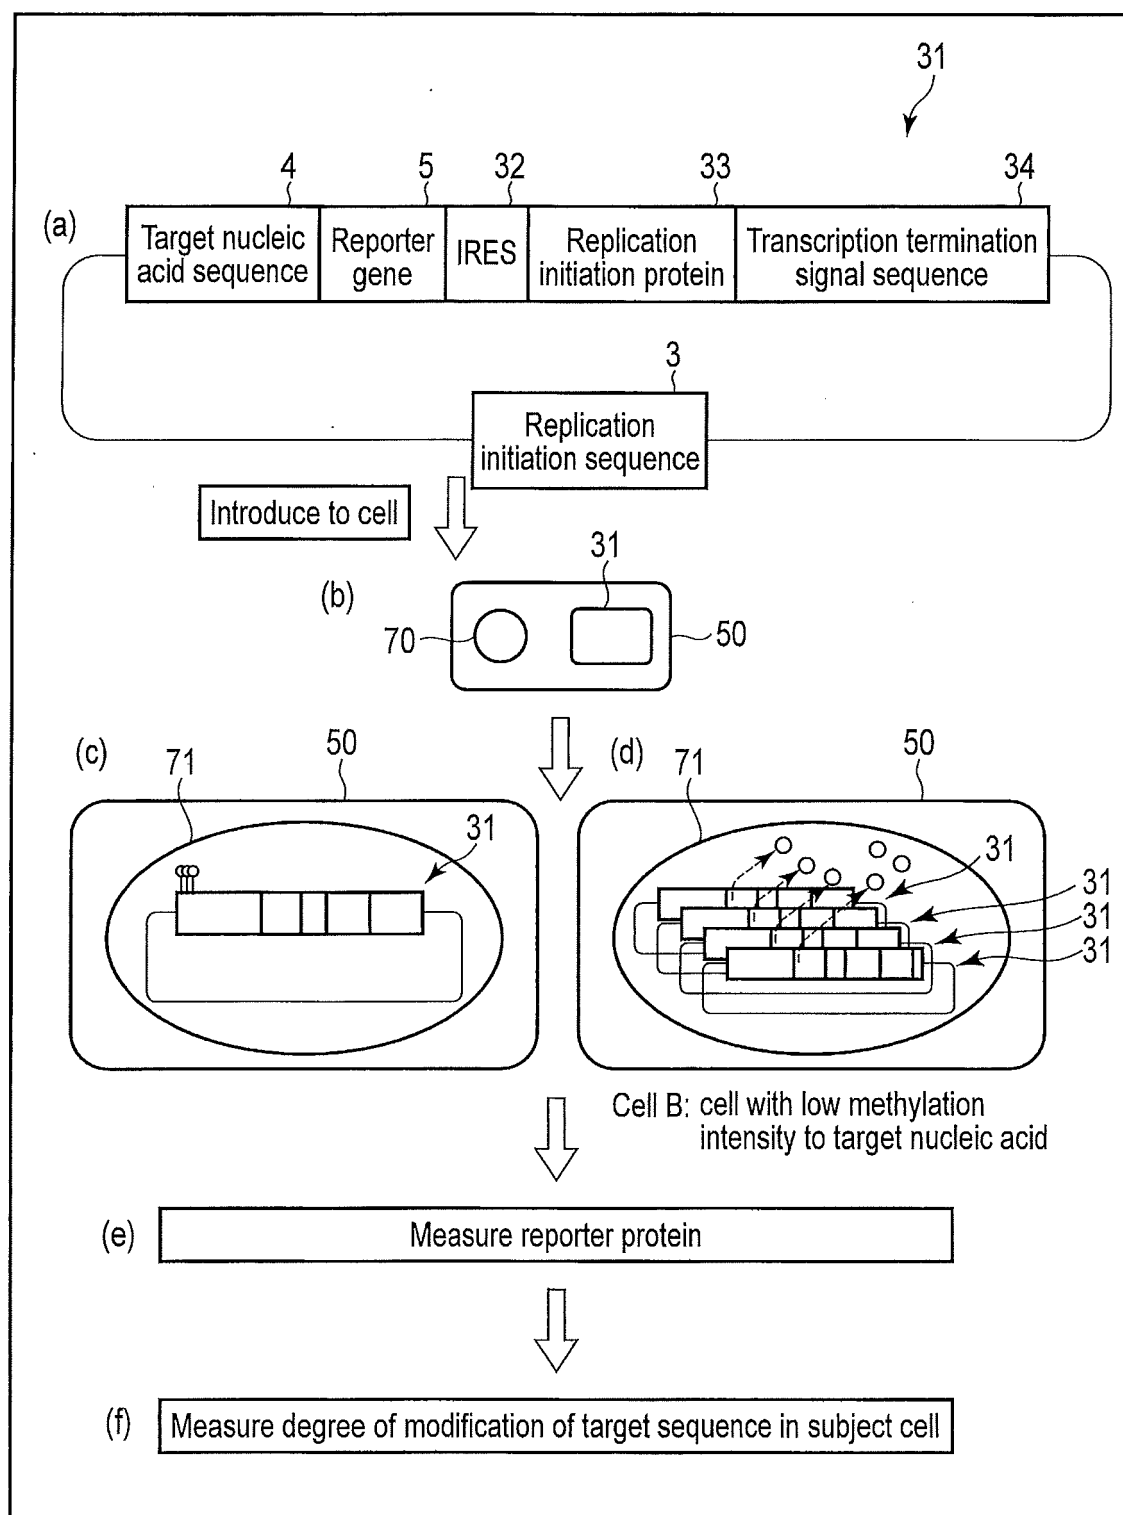 31
4
5
32
33
34
(a)
Target nucleic
acid sequence
Reporter
gene
IRES
Replication
initiation protein
Transcription termination
signal sequence
3
Replication
initiation sequence
Introduce to cell
31
(b)
70
50
(c)
71
50
31
(d)
71
50
31
31
31
31
Cell B: cell with low methylation
intensity to target nucleic acid
(e)
Measure reporter protein
(f)
Measure degree of modification of target sequence in subject cell